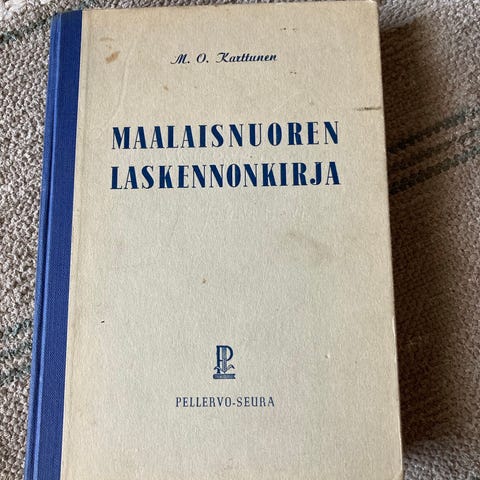 M. O. Karttunen
MAALAISNUOREN
LASKENNONKIRJA
P
PELLERVO-SEURA